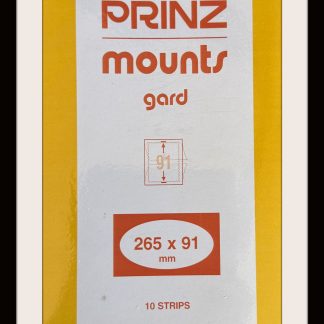 PRINZ
mounts
gard
91
265 x 91
mm
10 STRIPS